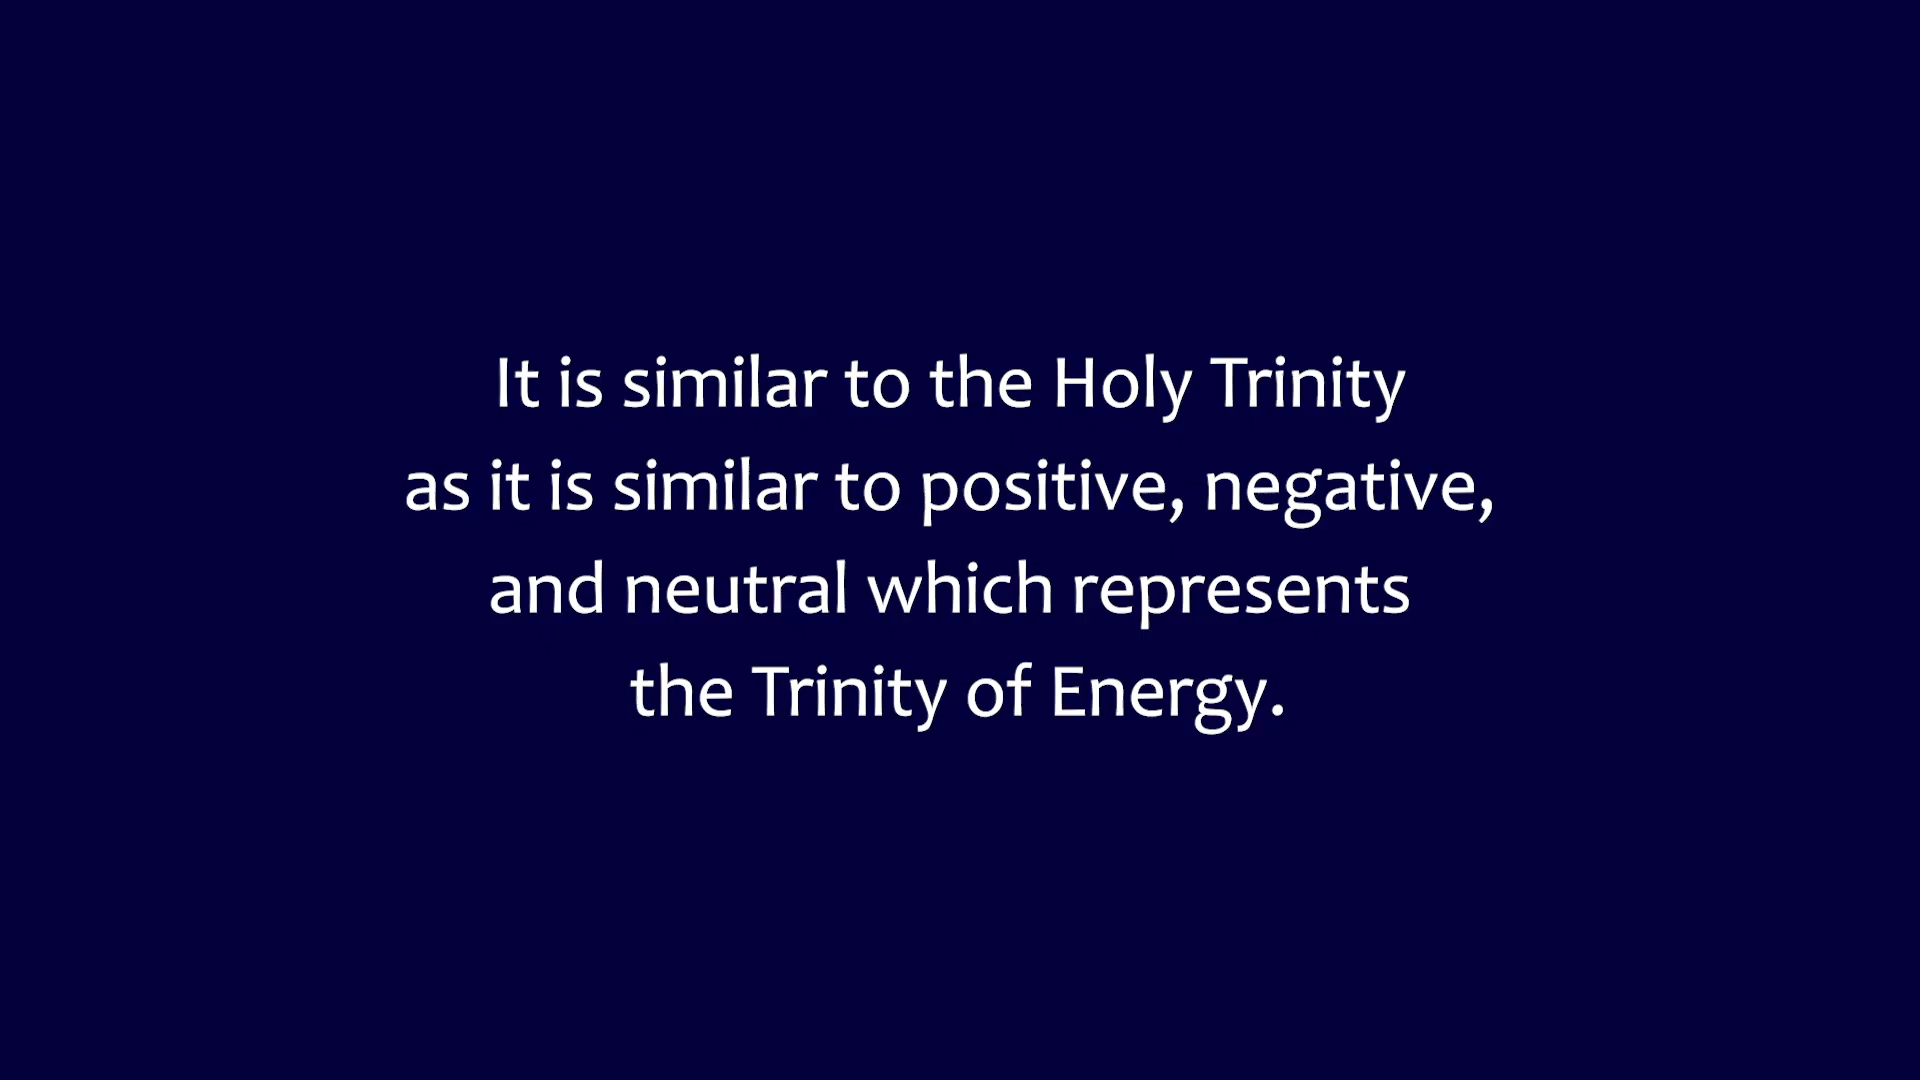 It is similar to the Holy Trinity
as it is similar to positive, negative,
and neutral which represents
the Trinity of Energy.